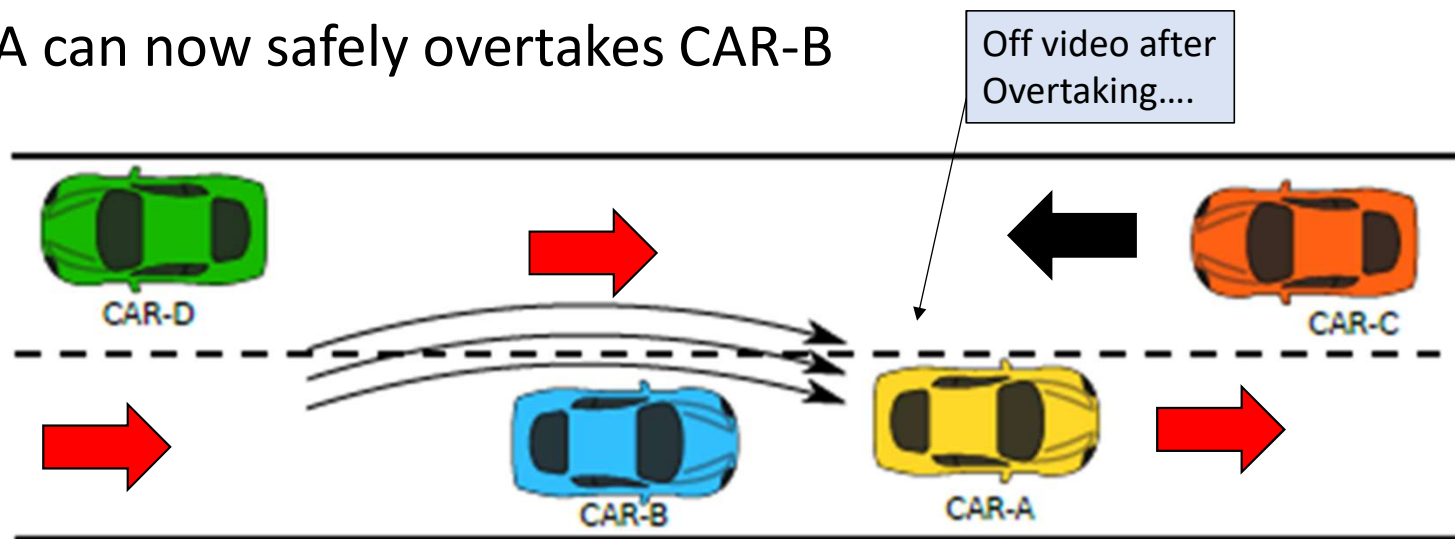 A can now safely overtakes CAR-B
Off video after
Overtaking....
CAR-D
CAR-C
CAR-B
CAR-A